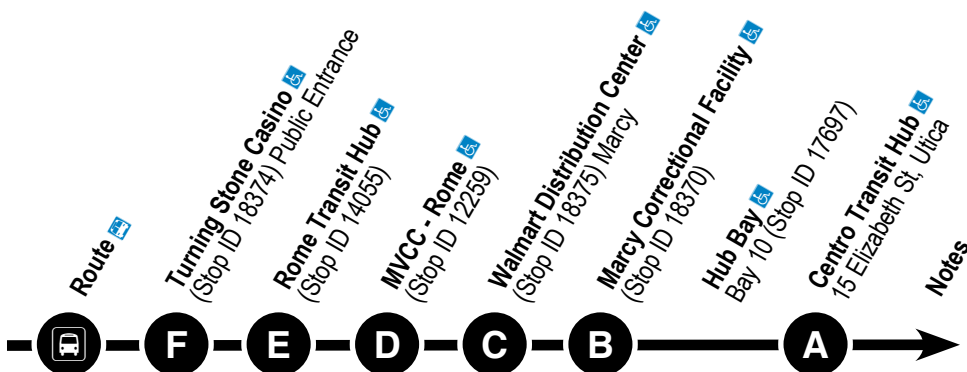 Route
Turning Stone Casino
(Stop ID 18374) Public Entrance
Rome Transit Hub
(Stop ID 14055)
MVCC - Rome
(Stop ID 12259)
Walmart Distribution Center
(Stop ID 18375) Marcy
Marcy Correctional Facility
(Stop ID 18370)
Hub Bay
Bay 10 (Stop ID 17697)
Centro Transit Hub
15 Elizabeth St, Utica
Notes
F
E
D
C
B
A